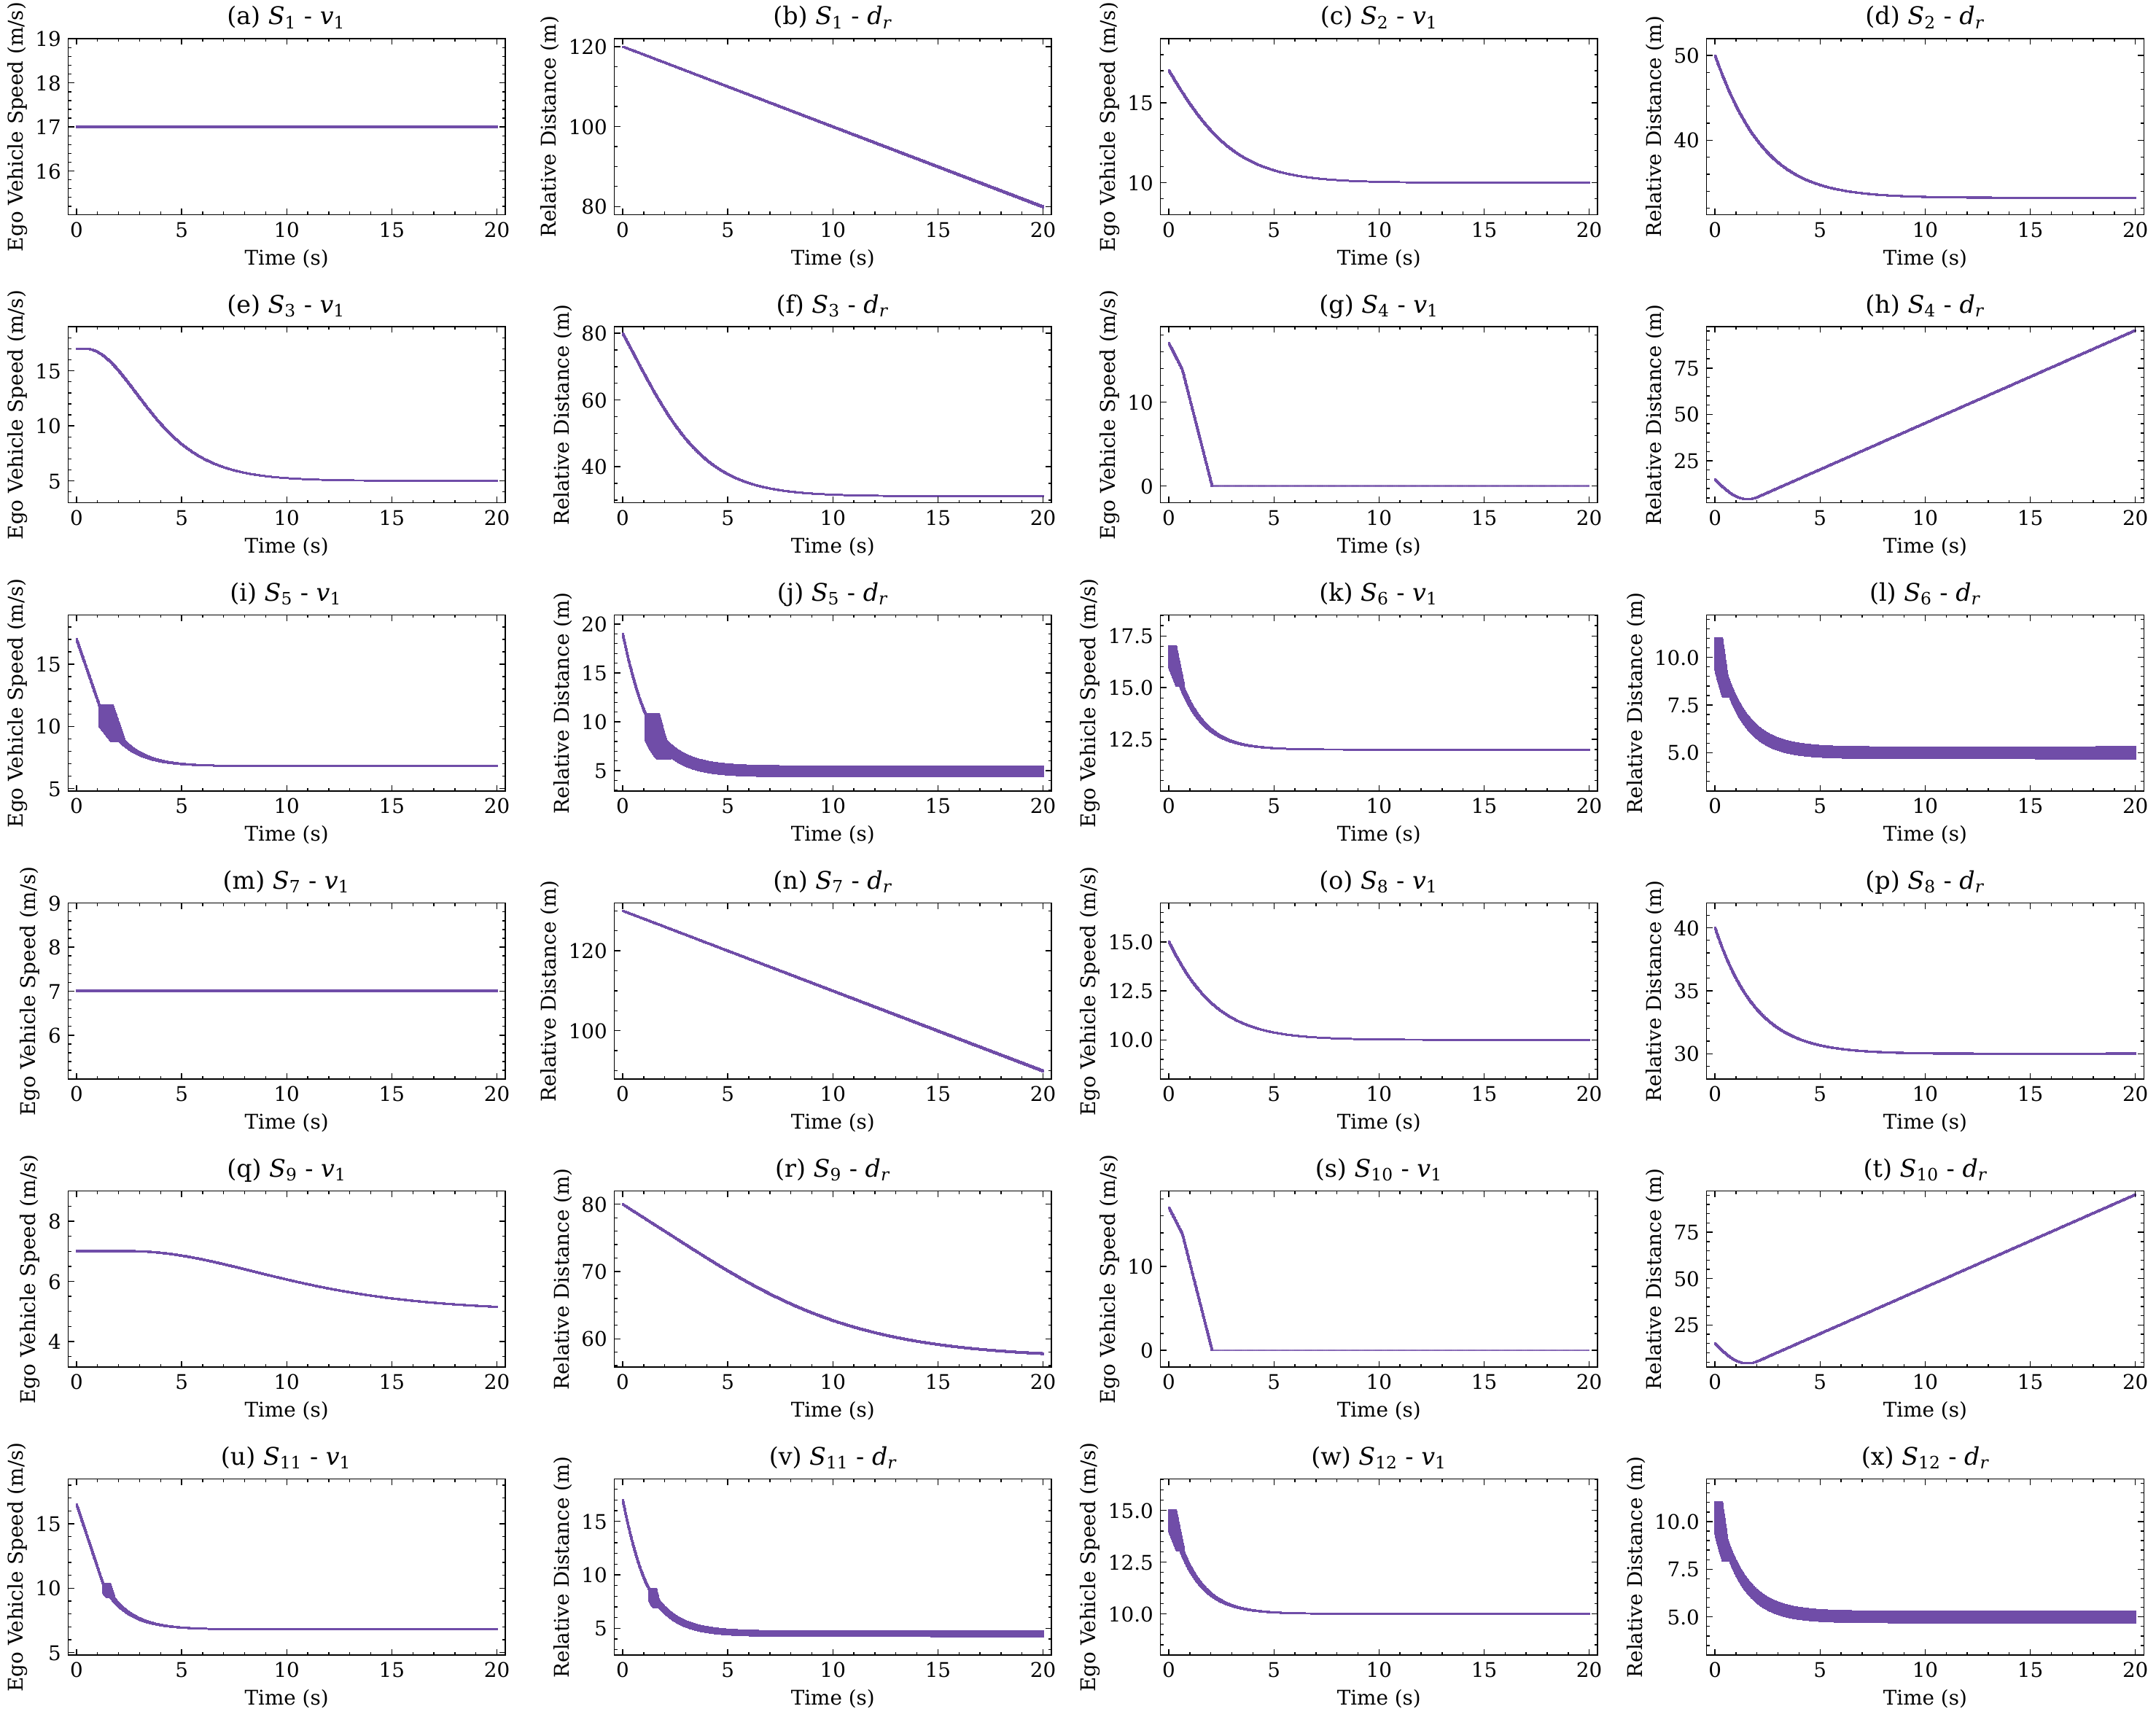 (a) S₁ - v₁
Ego Vehicle Speed (m/s)
19
18
17
16
0 5 10 15 20
Time (s)
(b) S₁ - dᵣ
Relative Distance (m)
120
100
80
0 5 10 15 20
Time (s)
(c) S₂ - v₁
Ego Vehicle Speed (m/s)
15
10
0 5 10 15 20
Time (s)
(d) S₂ - dᵣ
Relative Distance (m)
50
40
0 5 10 15 20
Time (s)
(e) S₃ - v₁
Ego Vehicle Speed (m/s)
15
10
5
0 5 10 15 20
Time (s)
(f) S₃ - dᵣ
Relative Distance (m)
80
60
40
0 5 10 15 20
Time (s)
(g) S₄ - v₁
Ego Vehicle Speed (m/s)
10
0
0 5 10 15 20
Time (s)
(h) S₄ - dᵣ
Relative Distance (m)
75
50
25
0 5 10 15 20
Time (s)
(i) S₅ - v₁
Ego Vehicle Speed (m/s)
15
10
5
0 5 10 15 20
Time (s)
(j) S₅ - dᵣ
Relative Distance (m)
20
15
10
5
0 5 10 15 20
Time (s)
(k) S₆ - v₁
Ego Vehicle Speed (m/s)
17.5
15.0
12.5
0 5 10 15 20
Time (s)
(l) S₆ - dᵣ
Relative Distance (m)
10.0
7.5
5.0
0 5 10 15 20
Time (s)
(m) S₇ - v₁
Ego Vehicle Speed (m/s)
9
8
7
6
0 5 10 15 20
Time (s)
(n) S₇ - dᵣ
Relative Distance (m)
120
100
0 5 10 15 20
Time (s)
(o) S₈ - v₁
Ego Vehicle Speed (m/s)
15.0
12.5
10.0
0 5 10 15 20
Time (s)
(p) S₈ - dᵣ
Relative Distance (m)
40
35
30
0 5 10 15 20
Time (s)
(q) S₉ - v₁
Ego Vehicle Speed (m/s)
8
6
4
0 5 10 15 20
Time (s)
(r) S₉ - dᵣ
Relative Distance (m)
80
70
60
0 5 10 15 20
Time (s)
(s) S₁₀ - v₁
Ego Vehicle Speed (m/s)
10
0
0 5 10 15 20
Time (s)
(t) S₁₀ - dᵣ
Relative Distance (m)
75
50
25
0 5 10 15 20
Time (s)
(u) S₁₁ - v₁
Ego Vehicle Speed (m/s)
15
10
5
0 5 10 15 20
Time (s)
(v) S₁₁ - dᵣ
Relative Distance (m)
15
10
5
0 5 10 15 20
Time (s)
(w) S₁₂ - v₁
Ego Vehicle Speed (m/s)
15.0
12.5
10.0
0 5 10 15 20
Time (s)
(x) S₁₂ - dᵣ
Relative Distance (m)
10.0
7.5
5.0
0 5 10 15 20
Time (s)